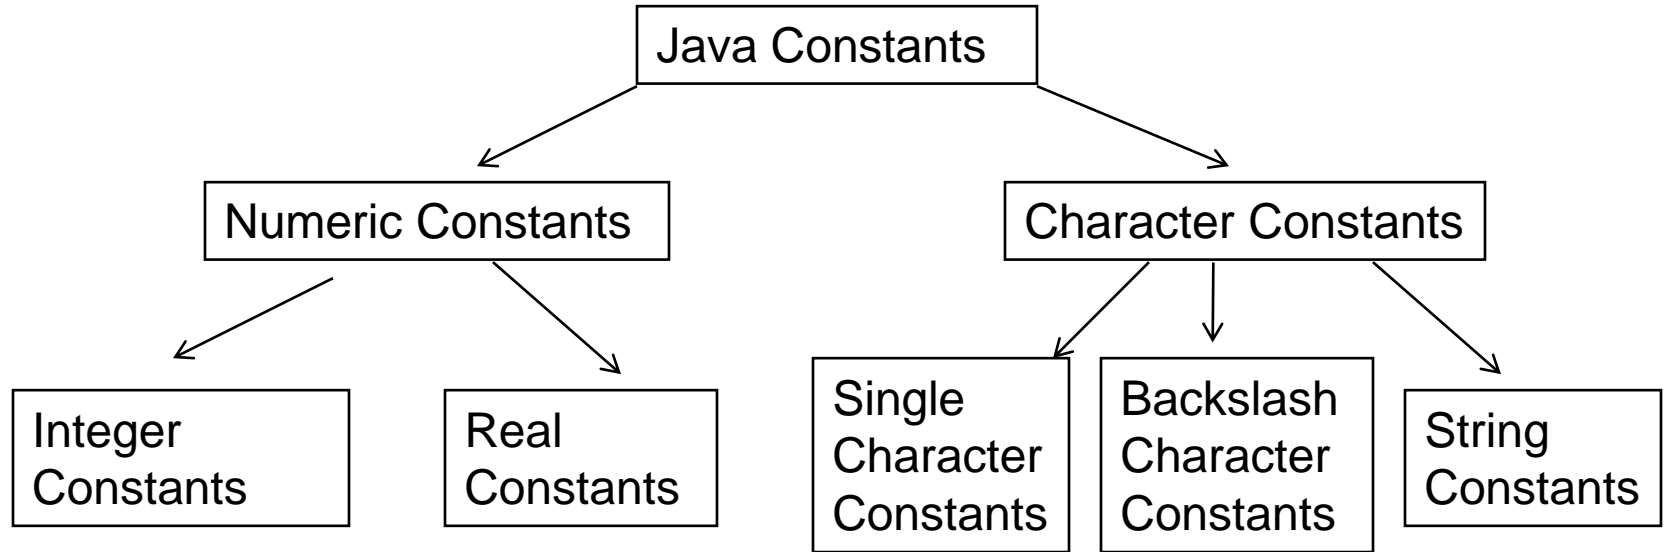 Java Constants
Numeric Constants
Character Constants
Integer
Constants
Real
Constants
Single
Character
Constants
Backslash
Character
Constants
String
Constants